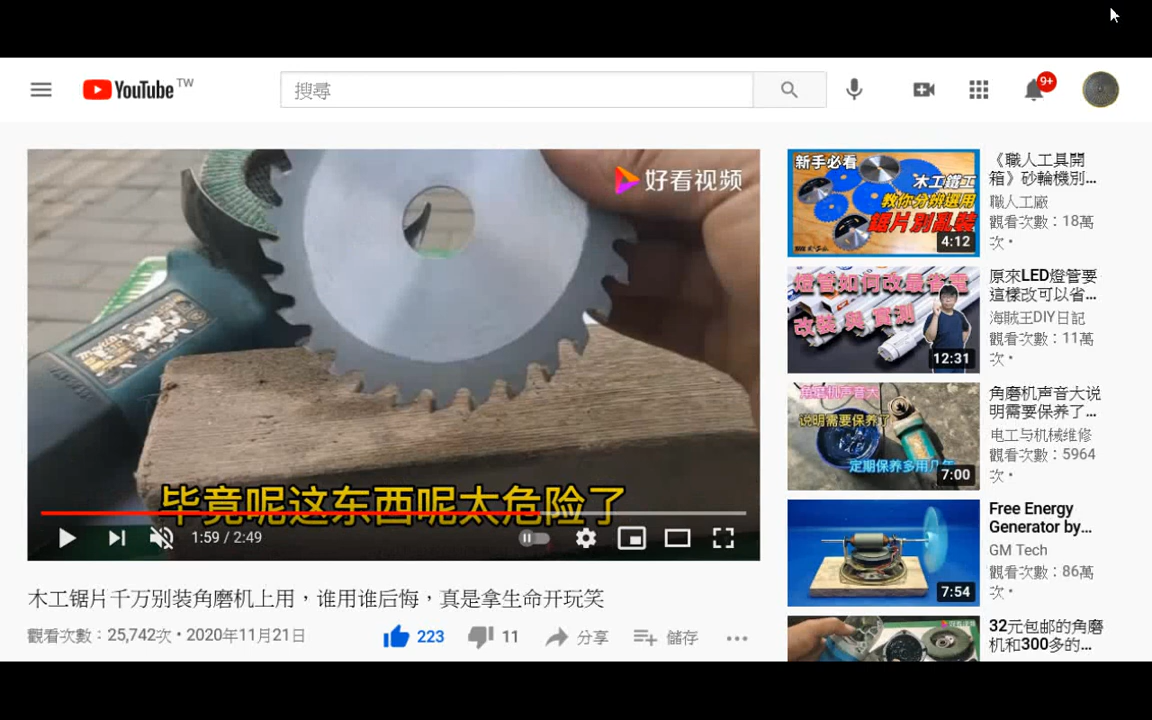 YouTube TW
搜尋
9+
好看视频
毕竟呢这东西呢太危险了
1:59 / 2:49
木工锯片千万别装角磨机上用，谁用谁后悔，真是拿生命开玩笑
觀看次數：25,742次 • 2020年11月21日
223
11
分享
儲存
新手必看
木工鐵工
教你分辨選用
鋸片別亂裝
4:12
《職人工具開
箱》砂輪機別...
職人工廠
觀看次數：18萬
次 •
燈管如何改最省電
改裝 與 實測
12:31
原來LED燈管要
這樣改可以省...
海賊王DIY日記
觀看次數：11萬
次 •
角磨机声音大
说明需要保养了
定期保养多用几年
7:00
角磨机声音大说
明需要保养了...
电工与机械维修
觀看次數：5964
次 •
7:54
Free Energy
Generator by...
GM Tech
觀看次數：86萬
次 •
32元包邮的角磨
机和300多的...